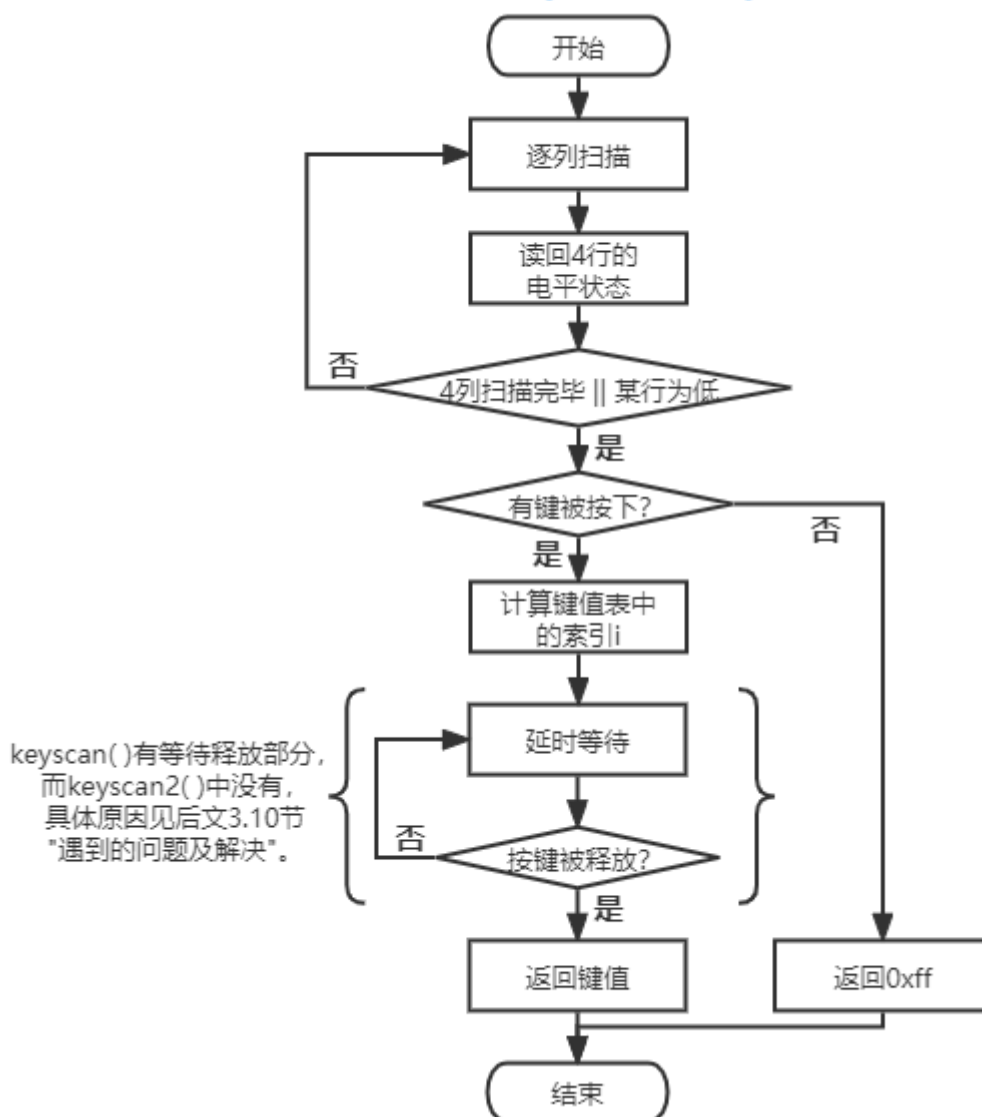 开始
逐列扫描
读回4行的
电平状态
否
4列扫描完毕 || 某行为低
是
有键被按下?
否
是
计算键值表中
的索引i
延时等待
keyscan( )有等待释放部分，
而keyscan2( )中没有，
具体原因见后文3.10节
"遇到的问题及解决"。
否
按键被释放?
是
返回键值
返回0xff
结束